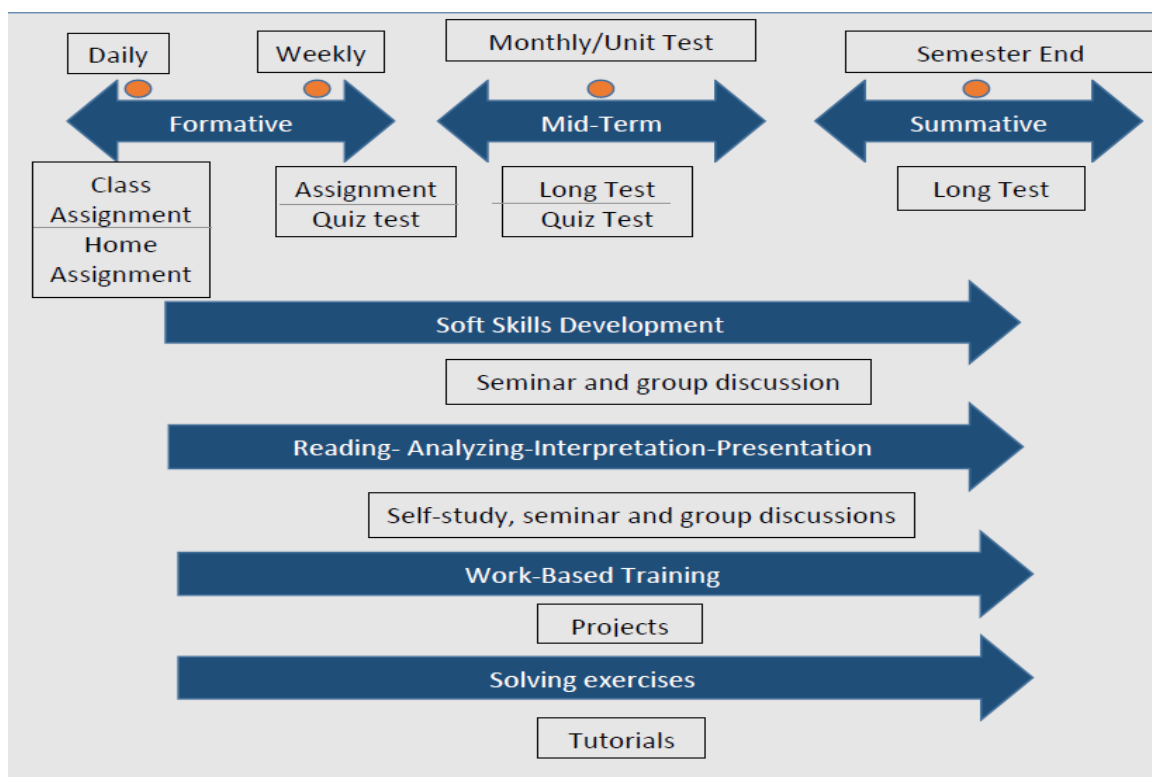 Daily
Weekly
Monthly/Unit Test
Semester End
Formative
Mid-Term
Summative
Class
Assignment
Home
Assignment
Assignment
Quiz test
Long Test
Quiz Test
Long Test
Soft Skills Development
Seminar and group discussion
Reading- Analyzing-Interpretation-Presentation
Self-study, seminar and group discussions
Work-Based Training
Projects
Solving exercises
Tutorials